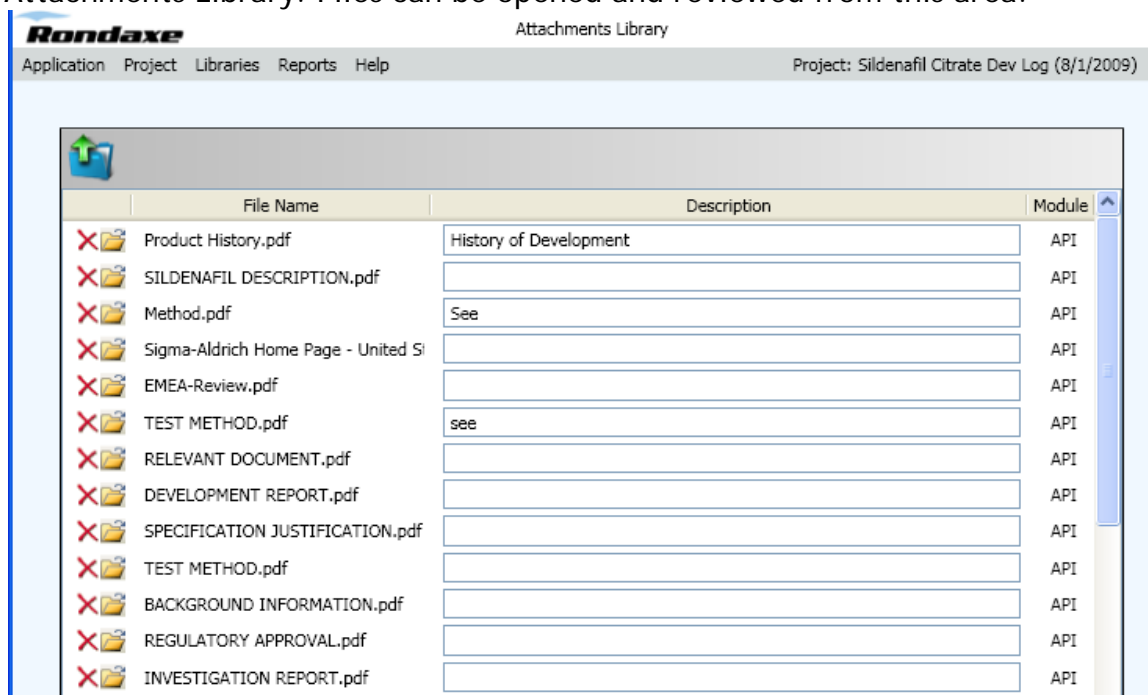 Attachments Library. Files can be opened and reviewed from this area.
Rondaxe
Attachments Library
Application Project Libraries Reports Help Project: Sildenafil Citrate Dev Log (8/1/2009)
File Name Description Module
Product History.pdf History of Development API
SILDENAFIL DESCRIPTION.pdf API
Method.pdf See API
Sigma-Aldrich Home Page - United API
EMEA-Review.pdf API
TEST METHOD.pdf see API
RELEVANT DOCUMENT.pdf API
DEVELOPMENT REPORT.pdf API
SPECIFICATION JUSTIFICATION.pdf API
TEST METHOD.pdf API
BACKGROUND INFORMATION.pdf API
REGULATORY APPROVAL.pdf API
INVESTIGATION REPORT.pdf API